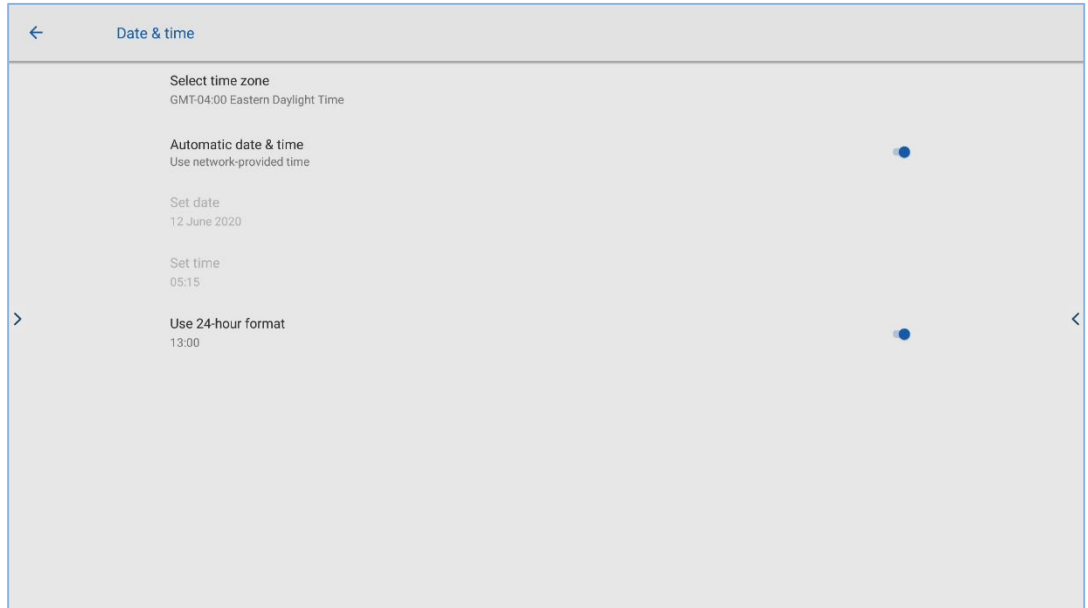 Date & time
Select time zone
GMT-04:00 Eastern Daylight Time
Automatic date & time
Use network-provided time
Set date
12 June 2020
Set time
05:15
Use 24-hour format
13:00